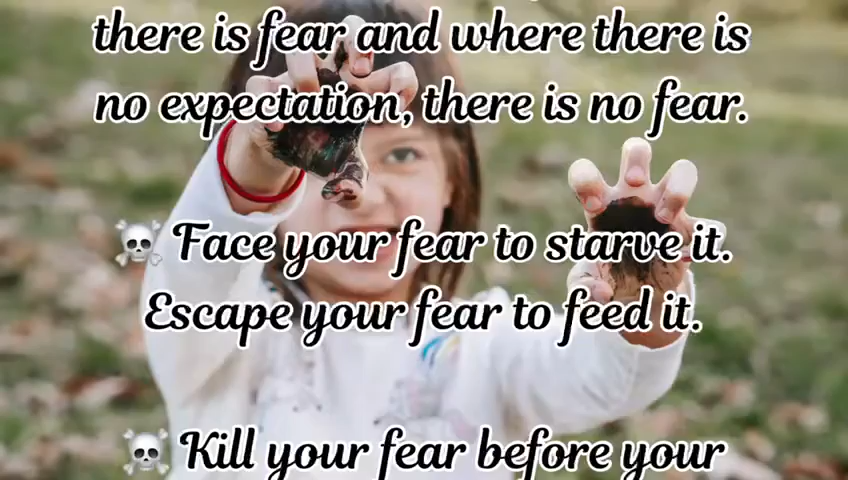 there is fear and where there is
no expectation, there is no fear.
☠️ Face your fear to starve it.
Escape your fear to feed it.
☠️ Kill your fear before your